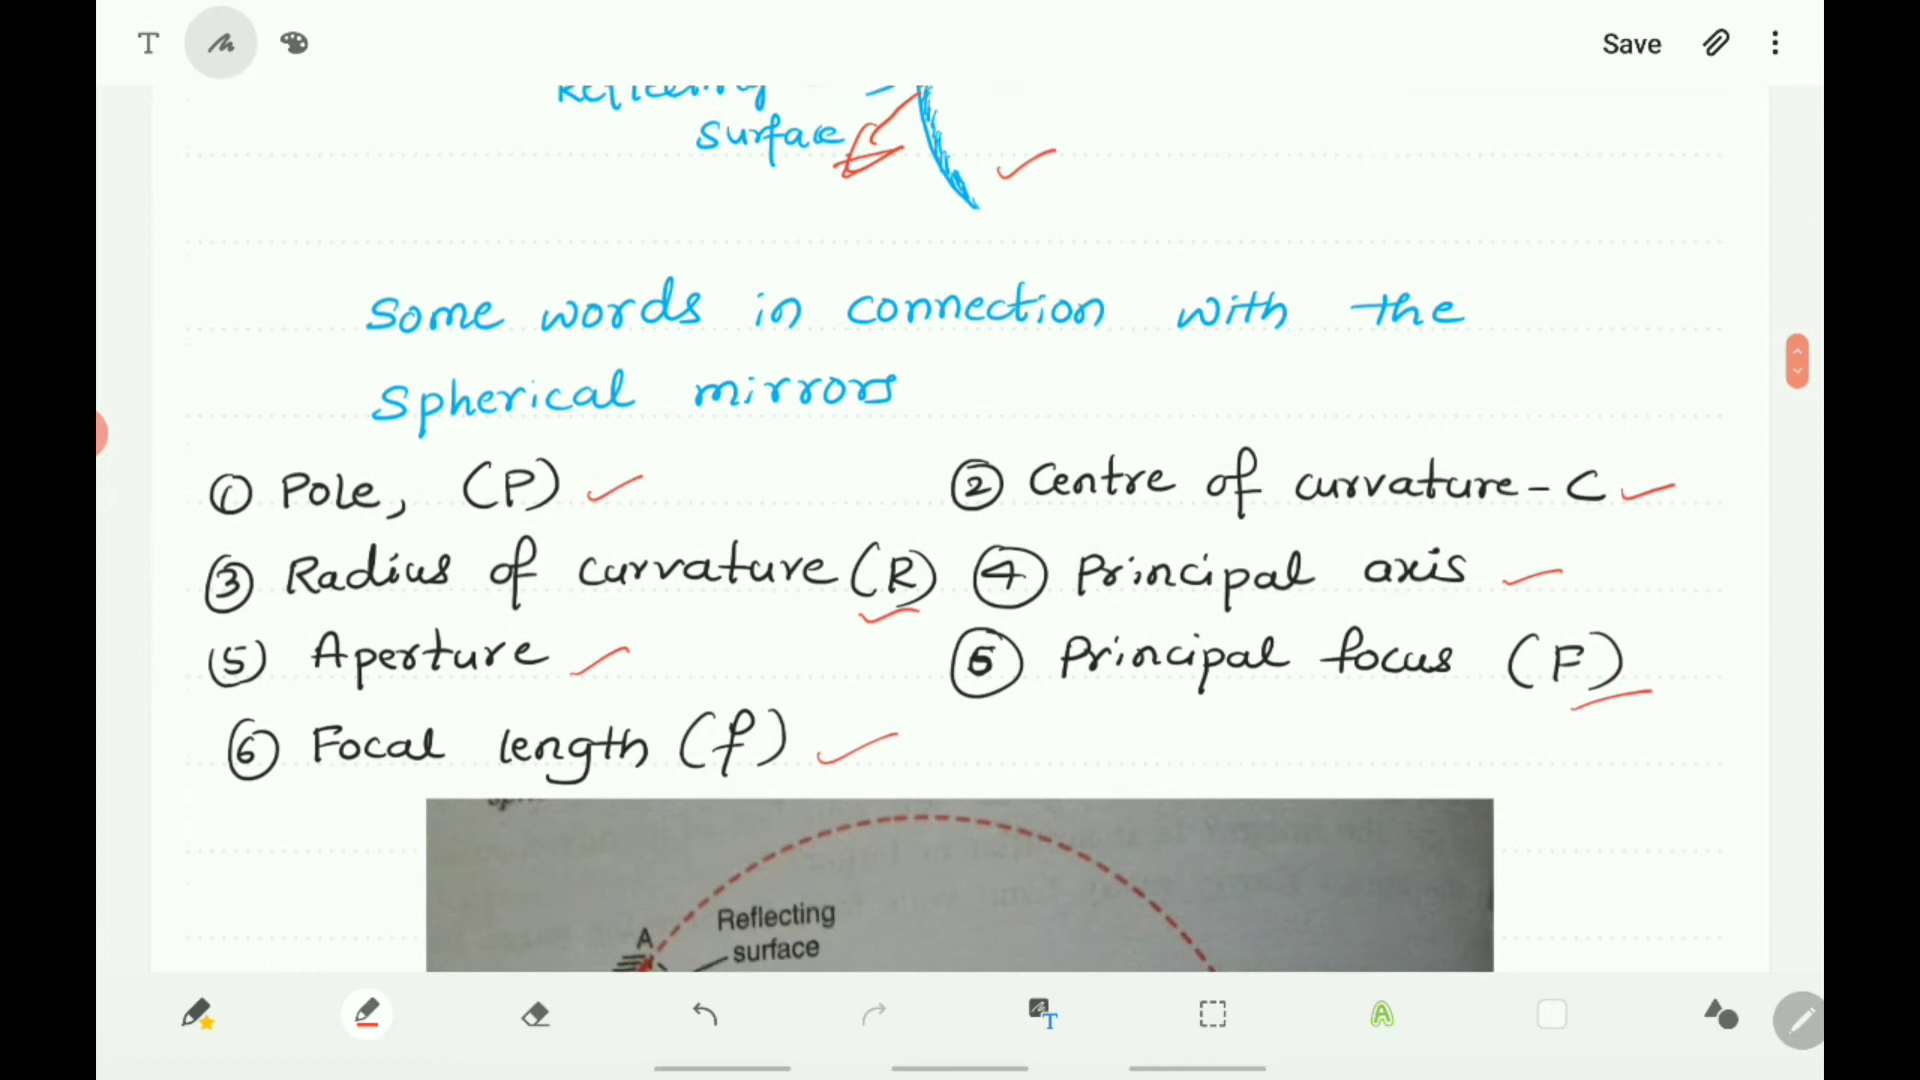 T
Save
Reflecting
surface
Some words in connection with the
spherical mirrors
① Pole, (P)
② Centre of curvature - C
③ Radius of curvature (R)
④ Principal axis
(5) Aperture
⑤ Principal focus (F)
⑥ Focal length (f)
Reflecting
surface
A